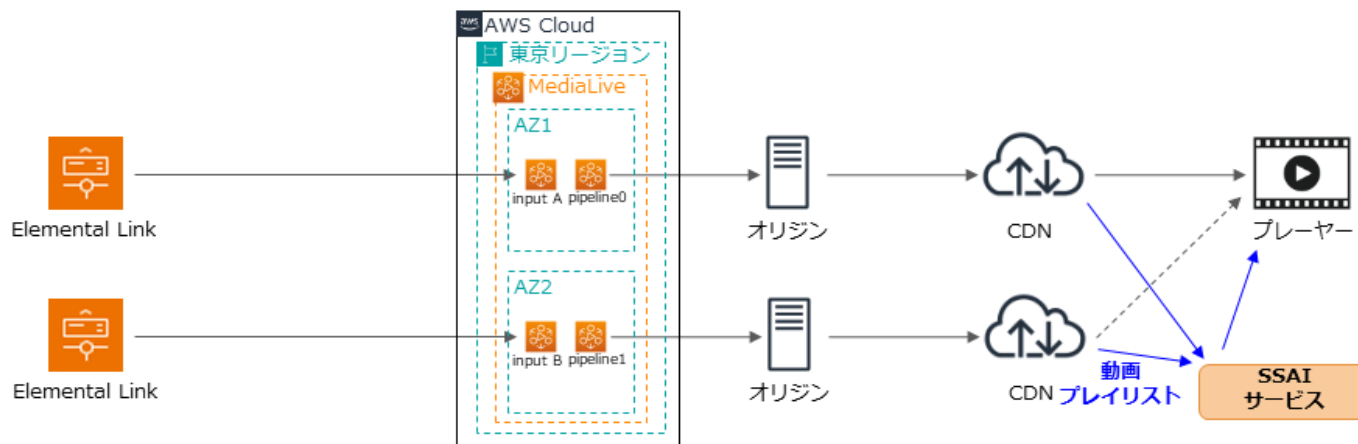 aws
AWS Cloud
東京リージョン
MediaLive
AZ1
input A
pipeline0
Elemental Link
オリジン
CDN
プレーヤー
AZ2
input B
pipeline1
Elemental Link
オリジン
CDN
動画
プレイリスト
SSAI
サービス